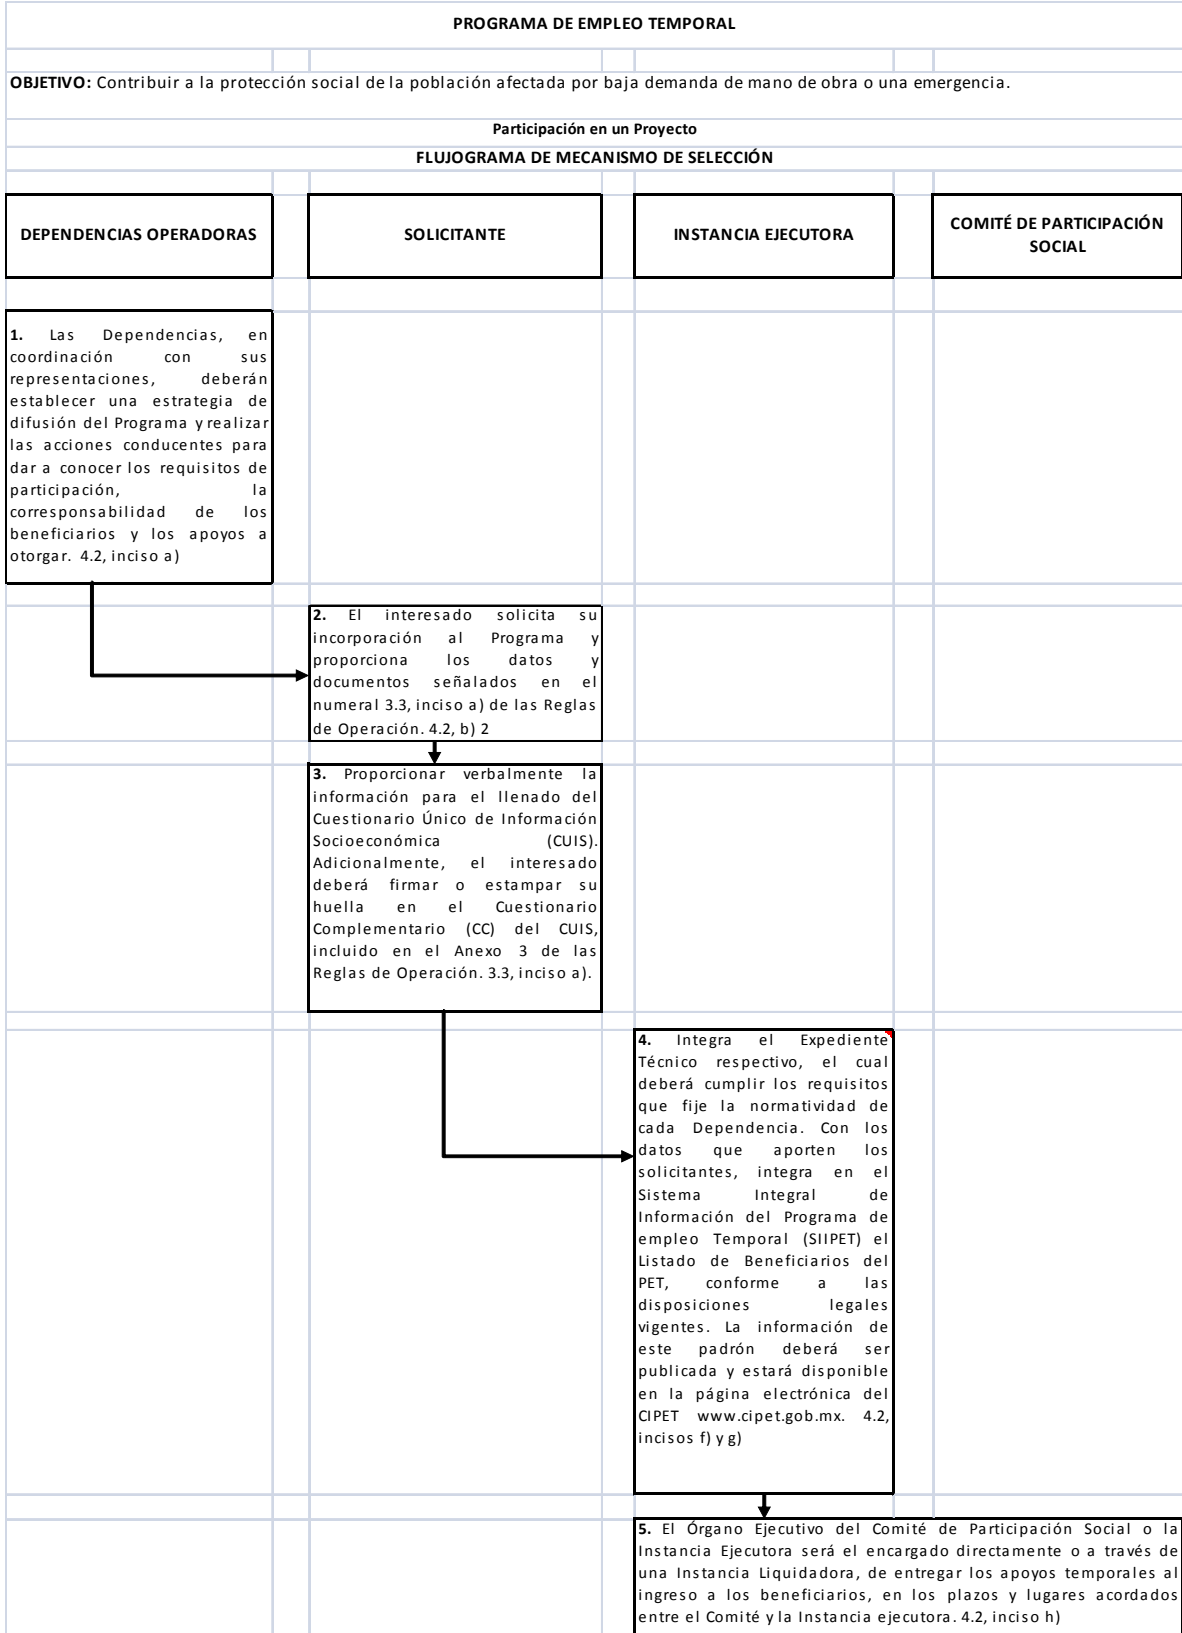 PROGRAMA DE EMPLEO TEMPORAL
OBJETIVO: Contribuir a la protección social de la población afectada por baja demanda de mano de obra o una emergencia.
Participación en un Proyecto
FLUJOGRAMA DE MECANISMO DE SELECCIÓN
DEPENDENCIAS OPERADORAS
SOLICITANTE
INSTANCIA EJECUTORA
COMITÉ DE PARTICIPACIÓN
SOCIAL
1. Las Dependencias, en
coordinación con sus
representaciones, deberán
establecer una estrategia de
difusión del Programa y realizar
las acciones conducentes para
dar a conocer los requisitos de
participación, la
corresponsabilidad de los
beneficiarios y los apoyos a
otorgar. 4.2, inciso a)
2. El interesado solicita su
incorporación al Programa y
proporciona los datos y
documentos señalados en el
numeral 3.3, inciso a) de las Reglas
de Operación. 4.2, b) 2
3. Proporcionar verbalmente la
información para el llenado del
Cuestionario Único de Información
Socioeconómica (CUIS).
Adicionalmente, el interesado
deberá firmar o estampar su
huella en el Cuestionario
Complementario (CC) del CUIS,
incluido en el Anexo 3 de las
Reglas de Operación. 3.3, inciso a).
4. Integra el Expediente
Técnico respectivo, el cual
deberá cumplir los requisitos
que fije la normatividad de
cada Dependencia. Con los
datos que aporten los
solicitantes, integra en el
Sistema Integral de
Información del Programa de
empleo Temporal (SIIPET) el
Listado de Beneficiarios del
PET, conforme a las
disposiciones legales
vigentes. La información de
este padrón deberá ser
publicada y estará disponible
en la página electrónica del
CIPET www.cipet.gob.mx. 4.2,
incisos f) y g)
5. El Órgano Ejecutivo del Comité de Participación Social o la
Instancia Ejecutora será el encargado directamente o a través de
una Instancia Liquidadora, de entregar los apoyos temporales al
ingreso a los beneficiarios, en los plazos y lugares acordados
entre el Comité y la Instancia ejecutora. 4.2, inciso h)